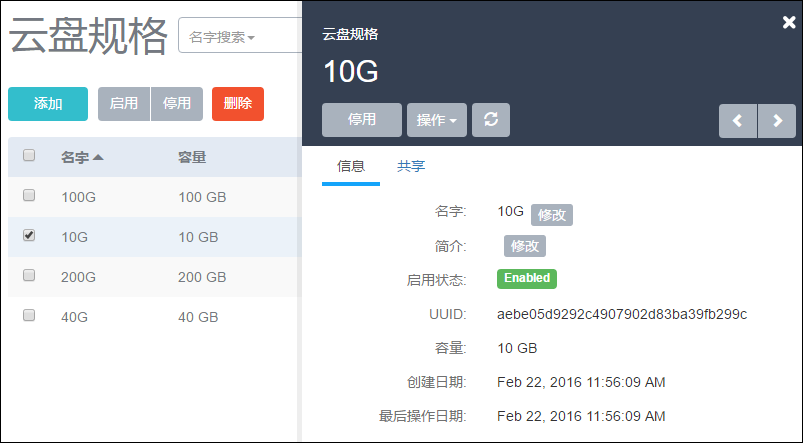 云盘规格
名字搜索
添加
启用
停用
删除
名字
容量
100G
100 GB
10G
10 GB
200G
200 GB
40G
40 GB
云盘规格
10G
停用
操作
信息
共享
名字:
10G
修改
简介:
修改
启用状态:
Enabled
UUID:
aebe05d9292c4907902d83ba39fb299c
容量:
10 GB
创建日期:
Feb 22, 2016 11:56:09 AM
最后操作日期:
Feb 22, 2016 11:56:09 AM